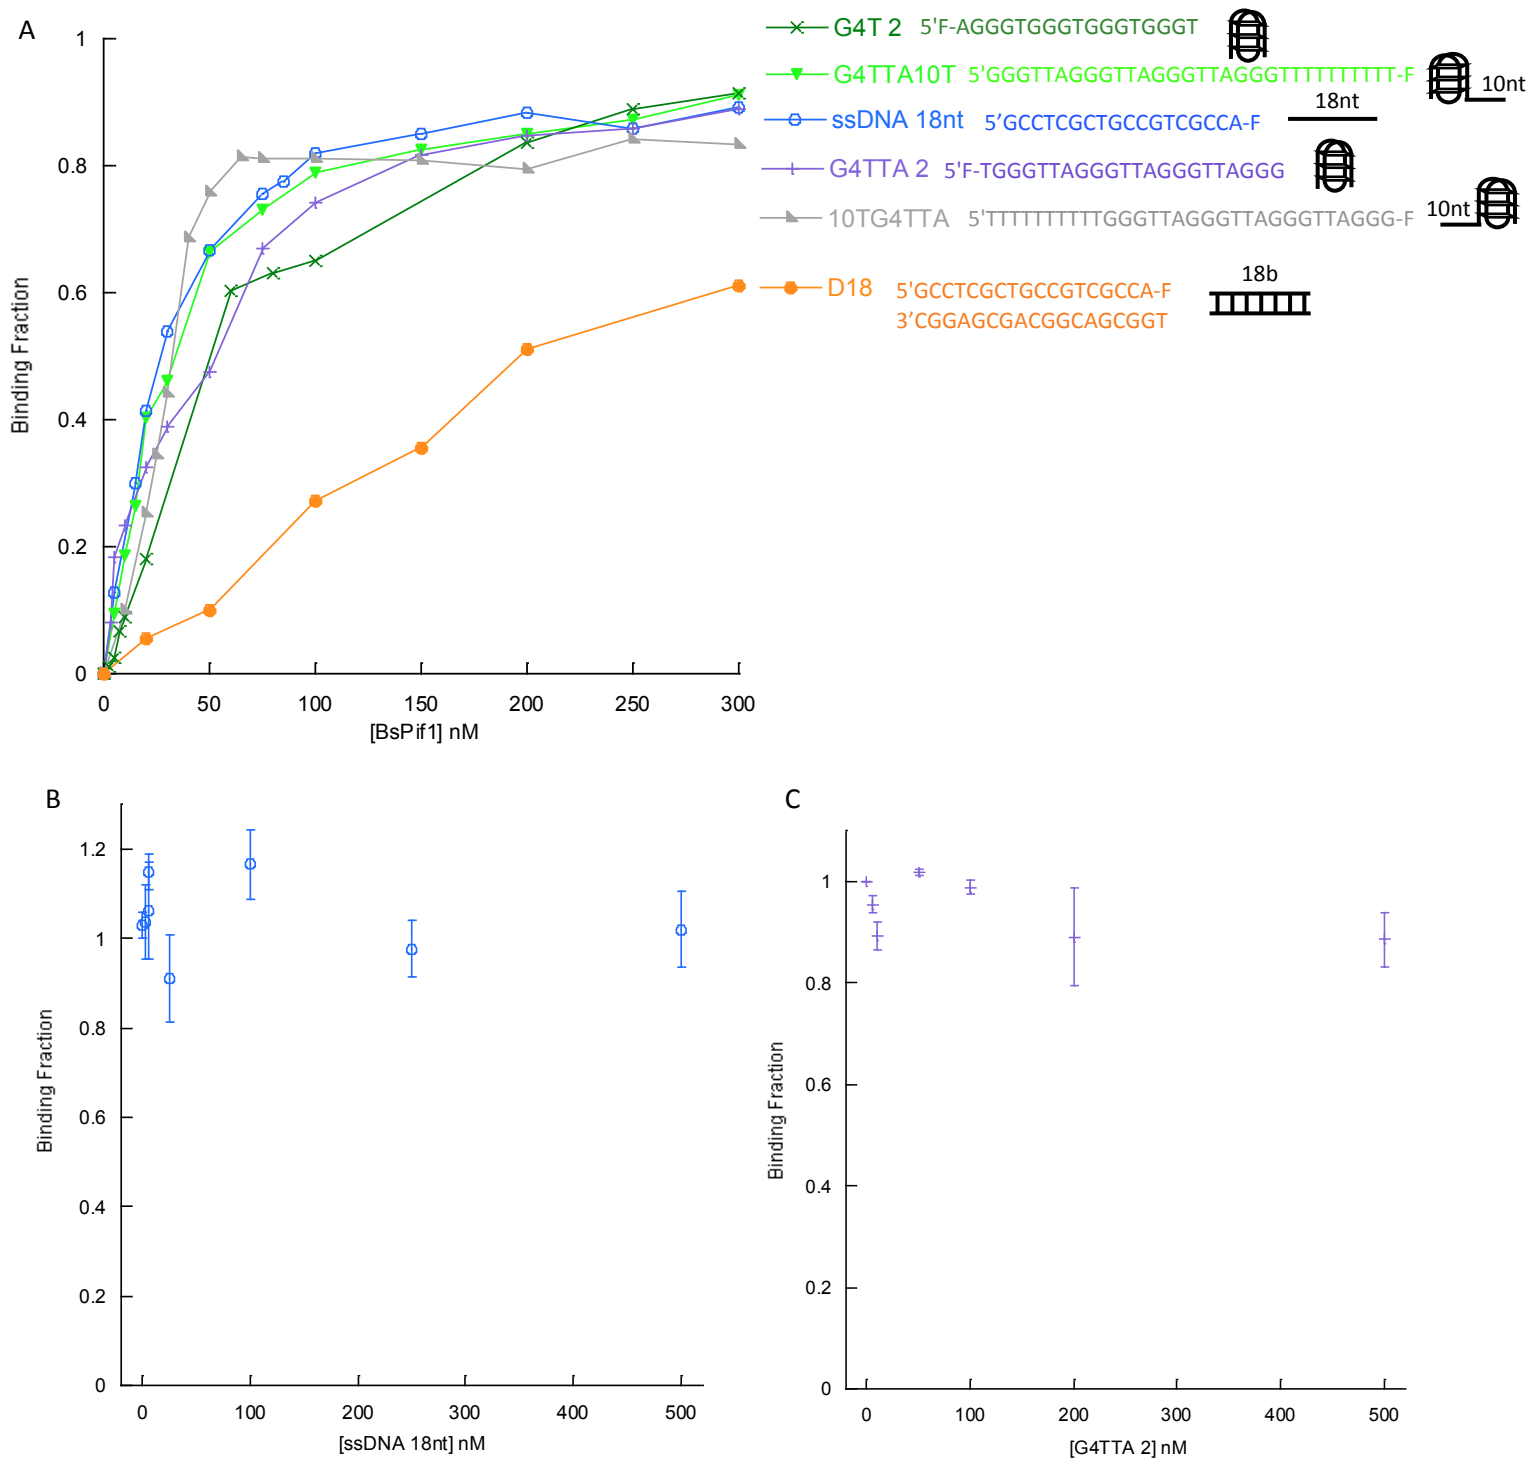 A
G4T 2 5'F-AGGGTGGGTGGGTGGGT
G4TTA10T 5'GGGTTAGGGTTAGGGTTAGGGTTTTTTTTTT-F 10nt
18nt
ssDNA 18nt 5’GCCTCGCTGCCGTCGCCA-F
G4TTA 2 5'F-TGGGTTAGGGTTAGGGTTAGGG
10TG4TTA 5'TTTTTTTTTTGGGTTAGGGTTAGGGTTAGGG-F 10nt
18b
D18 5'GCCTCGCTGCCGTCGCCA-F
3’CGGAGCGACGGCAGCGGT
Binding Fraction
1
0.8
0.6
0.4
0.2
0
0 50 100 150 200 250 300
[BsPif1] nM
B
Binding Fraction
1.2
1
0.8
0.6
0.4
0.2
0
0 100 200 300 400 500
[ssDNA 18nt] nM
C
Binding Fraction
1
0.8
0.6
0.4
0.2
0
0 100 200 300 400 500
[G4TTA 2] nM